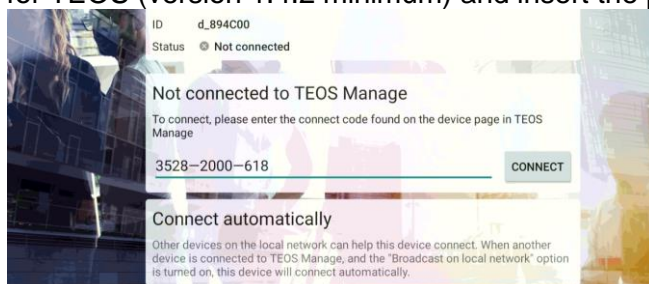 for TEOS (version 1.4.2 minimum) and insert the
ID d_894C00
Status Not connected
Not connected to TEOS Manage
To connect, please enter the connect code found on the device page in TEOS
Manage
3528–2000–618
CONNECT
Connect automatically
Other devices on the local network can help this device connect. When another
device is connected to TEOS Manage, and the "Broadcast on local network" option
is turned on, this device will connect automatically.